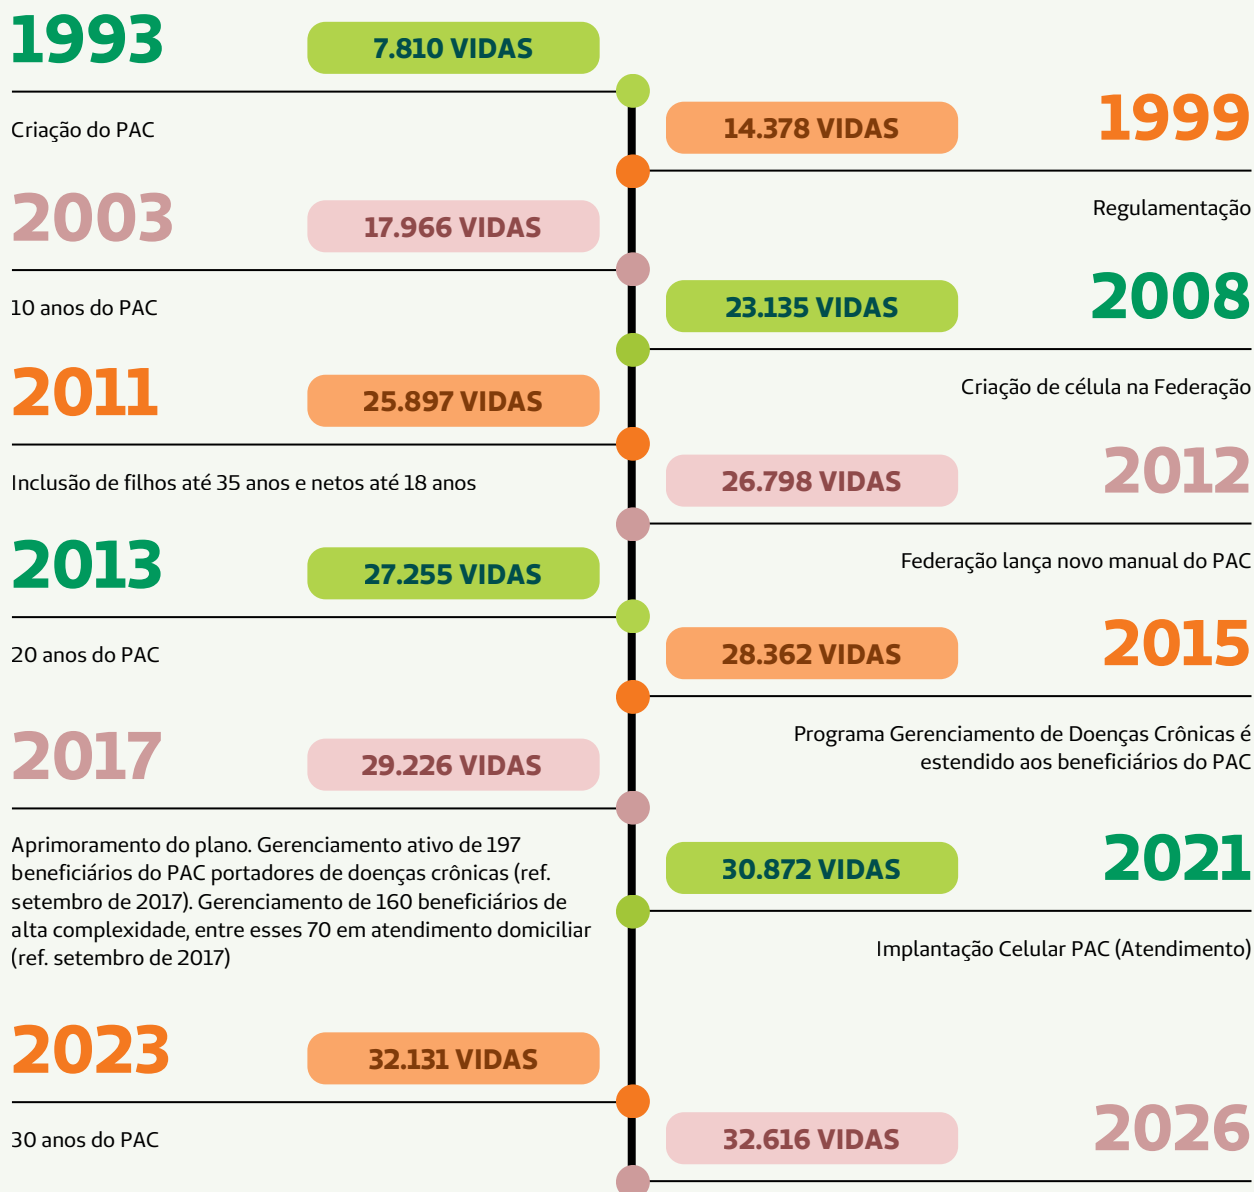 1993
7.810 VIDAS
Criação do PAC
14.378 VIDAS
1999
Regulamentação
2003
17.966 VIDAS
10 anos do PAC
23.135 VIDAS
2008
Criação de célula na Federação
2011
25.897 VIDAS
Inclusão de filhos até 35 anos e netos até 18 anos
26.798 VIDAS
2012
Federação lança novo manual do PAC
2013
27.255 VIDAS
20 anos do PAC
28.362 VIDAS
2015
Programa Gerenciamento de Doenças Crônicas é
estendido aos beneficiários do PAC
2017
29.226 VIDAS
Aprimoramento do plano. Gerenciamento ativo de 197
beneficiários do PAC portadores de doenças crônicas (ref.
setembro de 2017). Gerenciamento de 160 beneficiários de
alta complexidade, entre esses 70 em atendimento domiciliar
(ref. setembro de 2017)
30.872 VIDAS
2021
Implantação Celular PAC (Atendimento)
2023
32.131 VIDAS
30 anos do PAC
32.616 VIDAS
2026